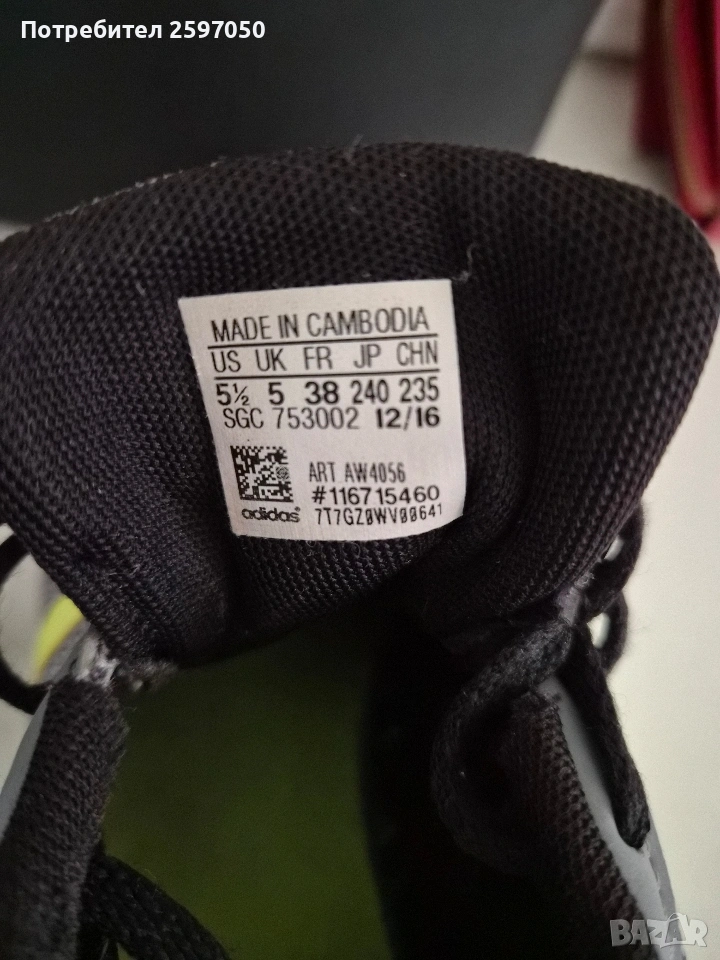 Потребител 2597050
MADE IN CAMBODIA
US UK FR JP CHN
5½ 5 38 240 235
SGC 753002 12/16
ART AW4056
#116715460
adidas
7T7GZ0WV00641
BAZAR